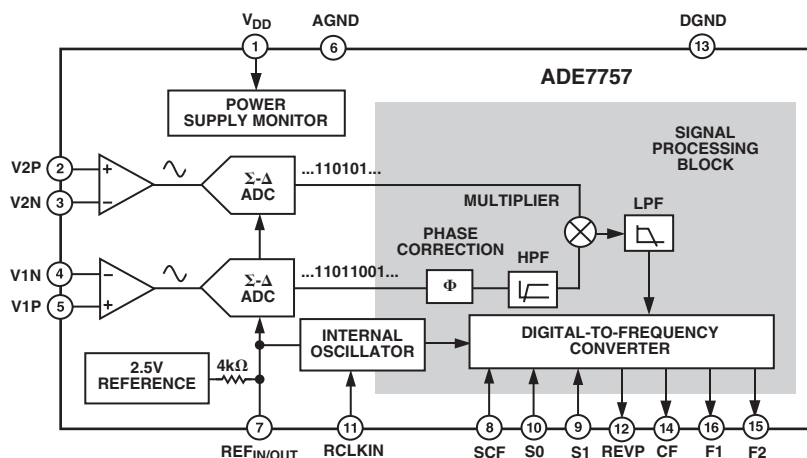 V_DD
AGND
DGND
1
6
13
ADE7757
POWER
SUPPLY MONITOR
SIGNAL
PROCESSING
BLOCK
V2P 2 +
Σ-Δ
ADC
...110101...
V2N 3 −
MULTIPLIER
LPF
PHASE
CORRECTION
HPF
V1N 4 −
Σ-Δ
ADC
...11011001...
Φ
V1P 5 +
INTERNAL
OSCILLATOR
DIGITAL-TO-FREQUENCY
CONVERTER
2.5V
REFERENCE
4kΩ
7 11 8 10 9 12 14 16 15
REF_IN/OUT RCLKIN SCF S0 S1 REVP CF F1 F2